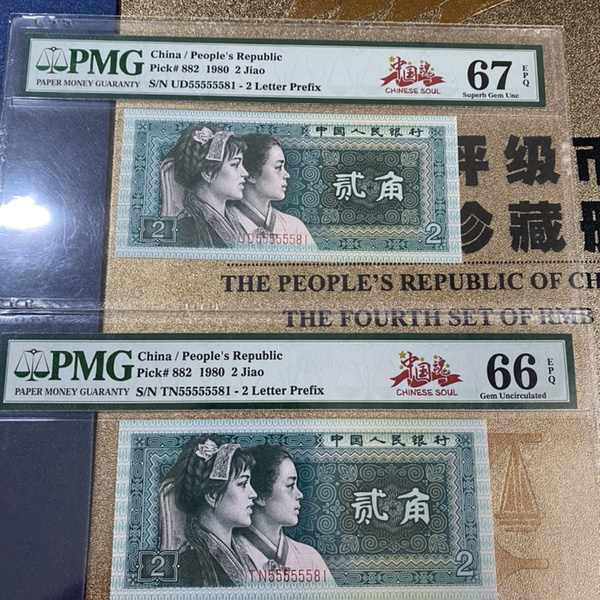 PMG
PAPER MONEY GUARANTY
China / People's Republic
Pick# 882 1980 2 Jiao
S/N UD55555581 - 2 Letter Prefix
中国魂
CHINESE SOUL
67 EPQ
Superb Gem Unc
中国人民银行
贰角
2
2
UD55555581
评级币
珍藏册
THE PEOPLE'S REPUBLIC OF CH
THE FOURTH SET OF RMB
PMG
PAPER MONEY GUARANTY
China / People's Republic
Pick# 882 1980 2 Jiao
S/N TN55555581 - 2 Letter Prefix
中国魂
CHINESE SOUL
66 EPQ
Gem Uncirculated
中国人民银行
贰角
2
2
TN55555581